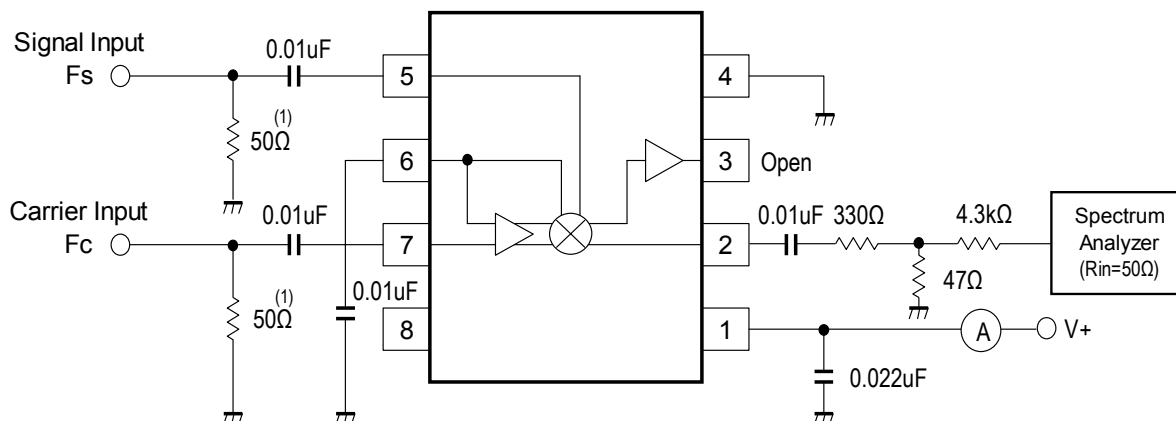 Signal Input
Fs
0.01uF
5
4
50Ω
(1)
6
3
Open
Carrier Input
Fc
0.01uF
7
2
0.01uF
330Ω
4.3kΩ
Spectrum
Analyzer
(Rin=50Ω)
47Ω
50Ω
(1)
0.01uF
8
1
A
V+
0.022uF